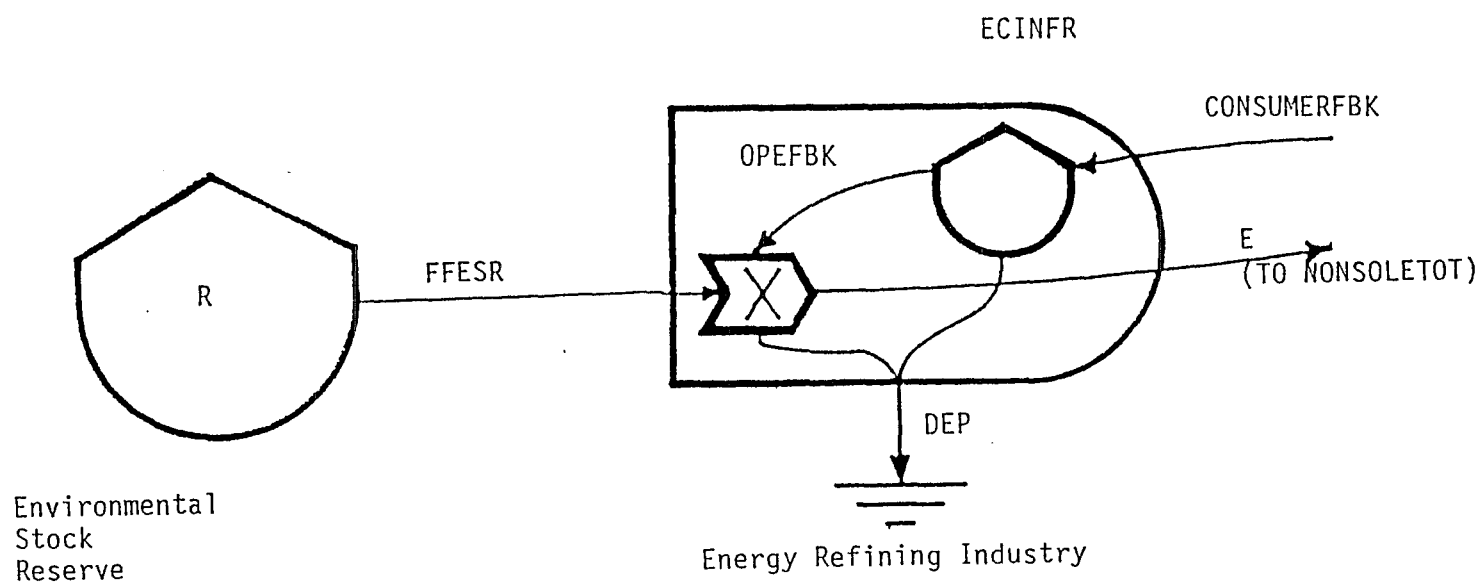 ECINFR
CONSUMERFBK
OPEFBK
E
(TO NONSOLETOT)
FFESR
R
X
DEP
Environmental
Stock
Reserve
Energy Refining Industry